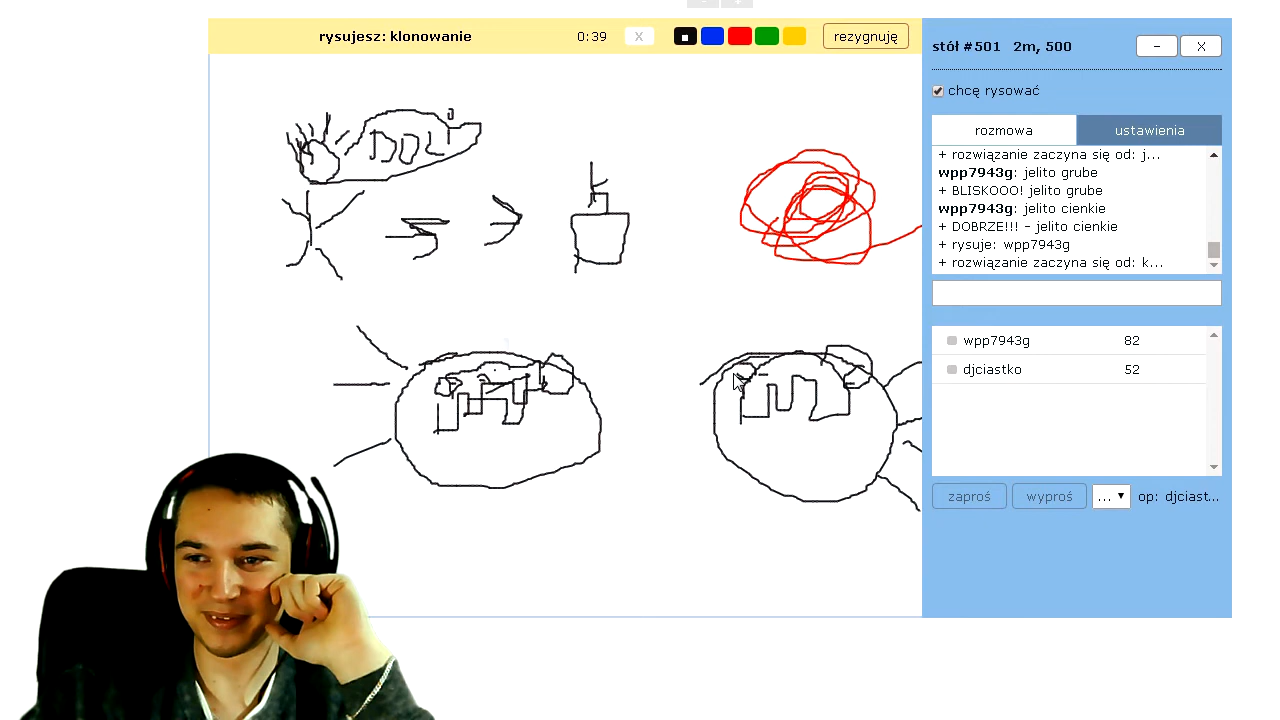 rysujesz: klonowanie
0:39
X
rezygnuję
stół #501 2m, 500
–
X
chcę rysować
rozmowa
ustawienia
+ rozwiązanie zaczyna się od: j...
wpp7943g: jelito grube
+ BLISKOOO! jelito grube
wpp7943g: jelito cienkie
+ DOBRZE!!! – jelito cienkie
+ rysuje: wpp7943g
+ rozwiązanie zaczyna się od: k...
wpp7943g 82
djciastko 52
zaproś
wyproś
...
op: djciast...